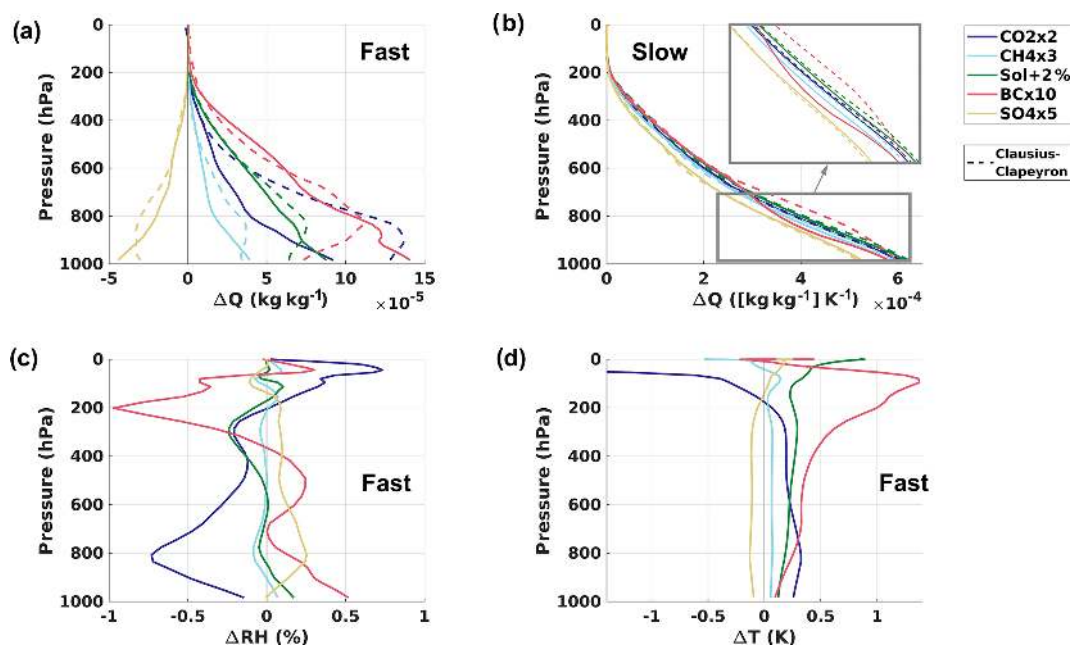 (a)
Fast
Pressure (hPa)
0
200
400
600
800
1000
-5
0
5
10
15
ΔQ (kg kg⁻¹)
×10⁻⁵
(b)
Slow
Pressure (hPa)
0
200
400
600
800
1000
0
2
4
6
ΔQ ([kg kg⁻¹] K⁻¹)
×10⁻⁴
CO2x2
CH4x3
Sol+2%
BCx10
SO4x5
Clausius-
Clapeyron
(c)
Fast
Pressure (hPa)
0
200
400
600
800
1000
-1
-0.5
0
0.5
1
ΔRH (%)
(d)
Fast
Pressure (hPa)
0
200
400
600
800
1000
-1
-0.5
0
0.5
1
ΔT (K)